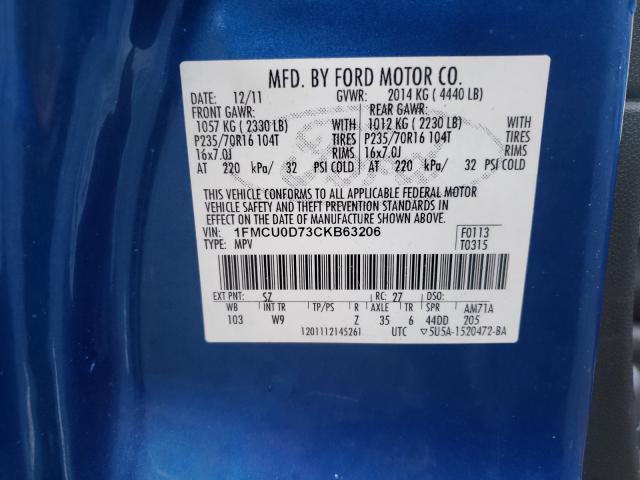 MFD. BY FORD MOTOR CO.
DATE: 12/11 GVWR: 2014 KG ( 4440 LB)
FRONT GAWR: REAR GAWR:
1057 KG ( 2330 LB) WITH 1012 KG ( 2230 LB) WITH
P235/70R16 104T TIRES P235/70R16 104T TIRES
16x7.0J RIMS 16x7.0J RIMS
AT 220 kPa/ 32 PSI COLD AT 220 kPa/ 32 PSI COLD
THIS VEHICLE CONFORMS TO ALL APPLICABLE FEDERAL MOTOR
VEHICLE SAFETY AND THEFT PREVENTION STANDARDS IN
EFFECT ON THE DATE OF MANUFACTURE SHOWN ABOVE.
VIN: 1FMCU0D73CKB63206 F0113
TYPE: MPV T0315
EXT PNT: SZ RC: 27 DSO:
WB INT TR TP/PS R AXLE TR SPR AM71A
103 W9 Z 35 6 44DD 205
1201112145261 UTC ▽5U5A-1520472-BA